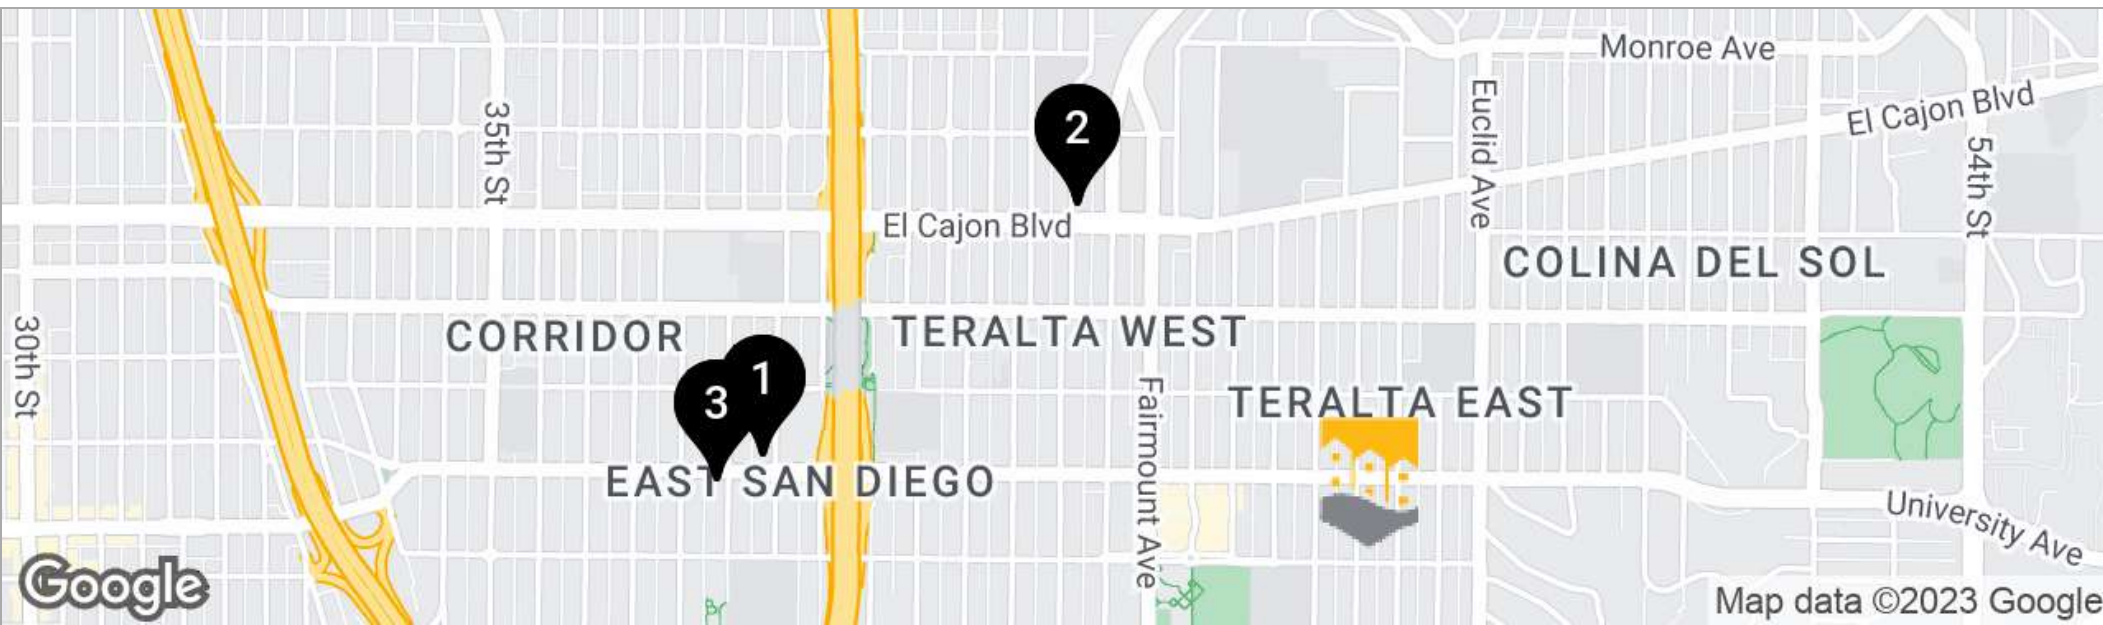 Monroe Ave
El Cajon Blvd
35th St
2
Euclid Ave
54th St
El Cajon Blvd
COLINA DEL SOL
30th St
CORRIDOR
TERALTA WEST
1
3
TERALTA EAST
Fairmount Ave
EAST SAN DIEGO
University Ave
Google
Map data ©2023 Google